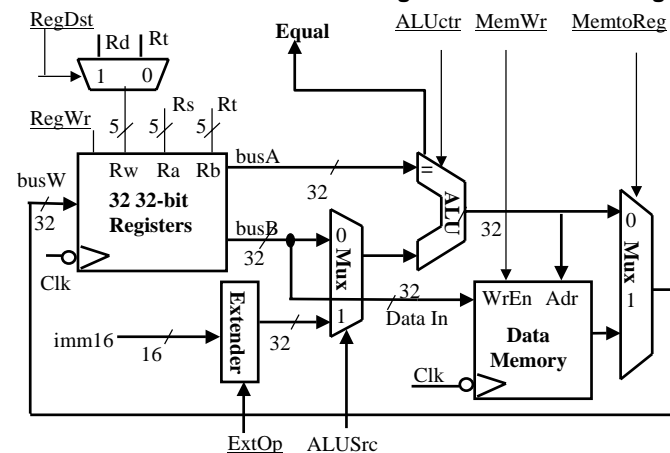 RegDst
Rd Rt
Equal
ALUctr MemWr MemtoReg
1 0
RegWr
5 5 5
Rs Rt
Rw Ra Rb
busW
32
32 32-bit
Registers
Clk
busA
32
busB
32
0
Mux
1
=
ALU
32
0
Mux
1
imm16
16
Extender
32
32
Data In
WrEn Adr
Data
Memory
Clk
ExtOp ALUSrc